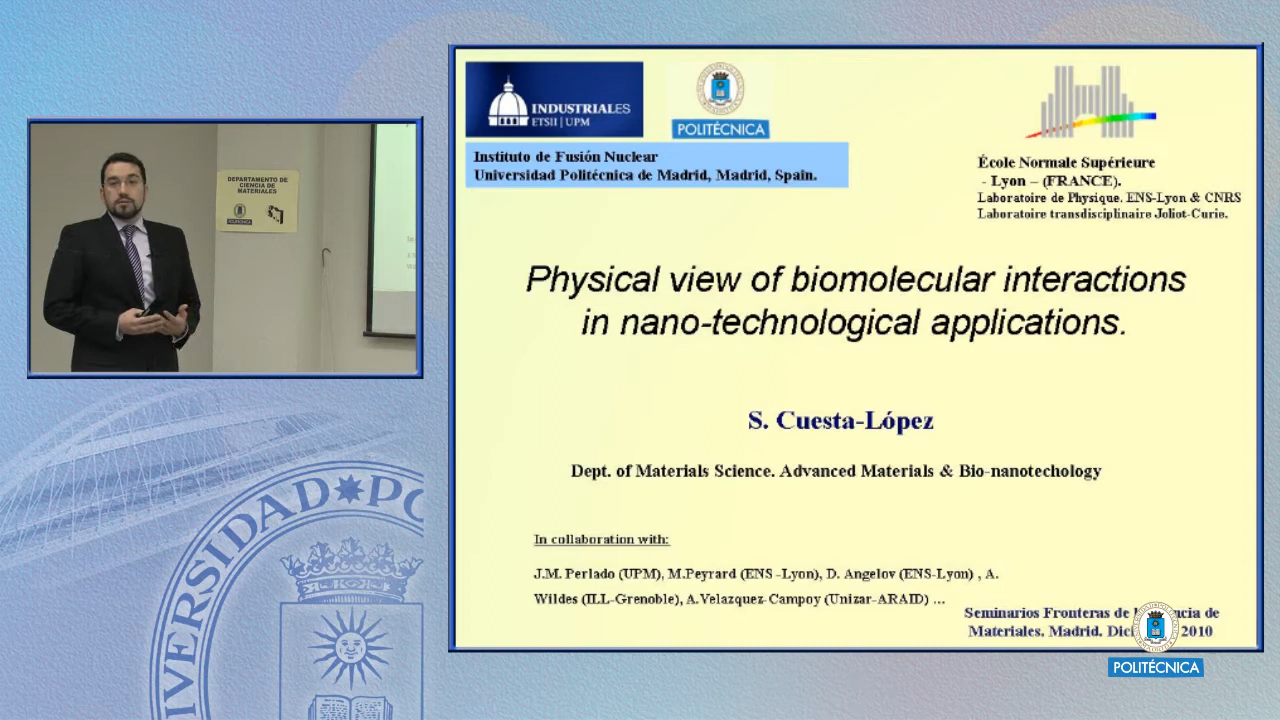 DEPARTAMENTO DE
CIENCIA DE
MATERIALES
POLITÉCNICA
INDUSTRIALES
ETSII | UPM
POLITÉCNICA
Instituto de Fusión Nuclear
Universidad Politécnica de Madrid, Madrid, Spain.
École Normale Supérieure
- Lyon – (FRANCE).
Laboratoire de Physique. ENS-Lyon & CNRS
Laboratoire transdisciplinaire Joliot-Curie.
Physical view of biomolecular interactions
in nano-technological applications.
S. Cuesta-López
Dept. of Materials Science. Advanced Materials & Bio-nanotechology
In collaboration with:
J.M. Perlado (UPM), M.Peyrard (ENS -Lyon), D. Angelov (ENS-Lyon) , A.
Wildes (ILL-Grenoble), A.Velazquez-Campoy (Unizar-ARAID) ...
Seminarios Fronteras de
de
Materiales. Madrid. 2010
POLITÉCNICA